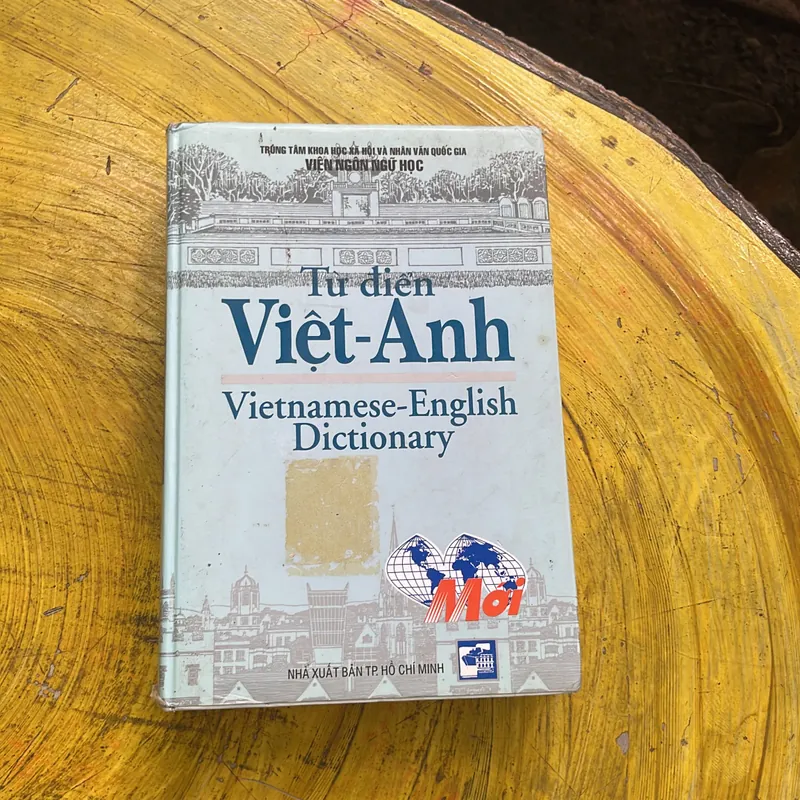 TRUNG TÂM KHOA HỌC XÃ HỘI VÀ NHÂN VĂN QUỐC GIA
VIỆN NGÔN NGỮ HỌC
Từ điển
Việt-Anh
Vietnamese-English
Dictionary
Mới
NHÀ XUẤT BẢN TP. HỒ CHÍ MINH